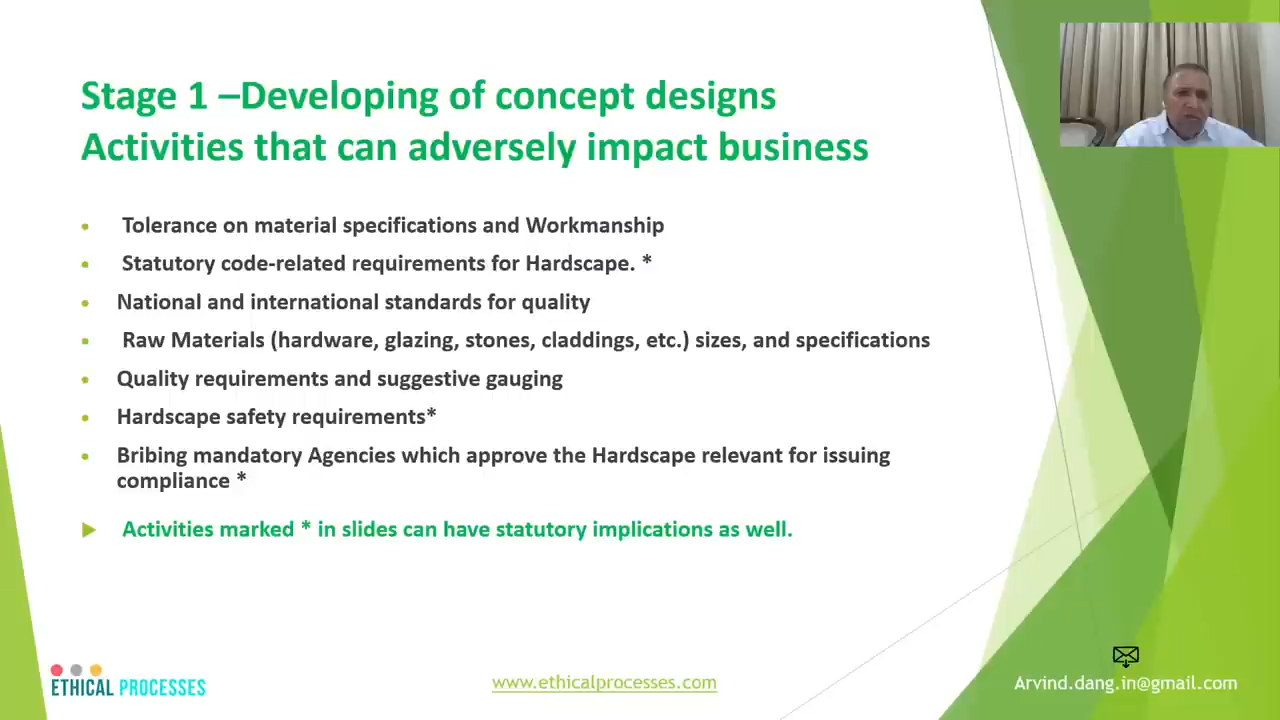 Stage 1 –Developing of concept designs
Activities that can adversely impact business
• Tolerance on material specifications and Workmanship
• Statutory code-related requirements for Hardscape. *
• National and international standards for quality
• Raw Materials (hardware, glazing, stones, claddings, etc.) sizes, and specifications
• Quality requirements and suggestive gauging
• Hardscape safety requirements*
• Bribing mandatory Agencies which approve the Hardscape relevant for issuing
compliance *
Activities marked * in slides can have statutory implications as well.
ETHICAL PROCESSES
www.ethicalprocesses.com
Arvind.dang.in@gmail.com